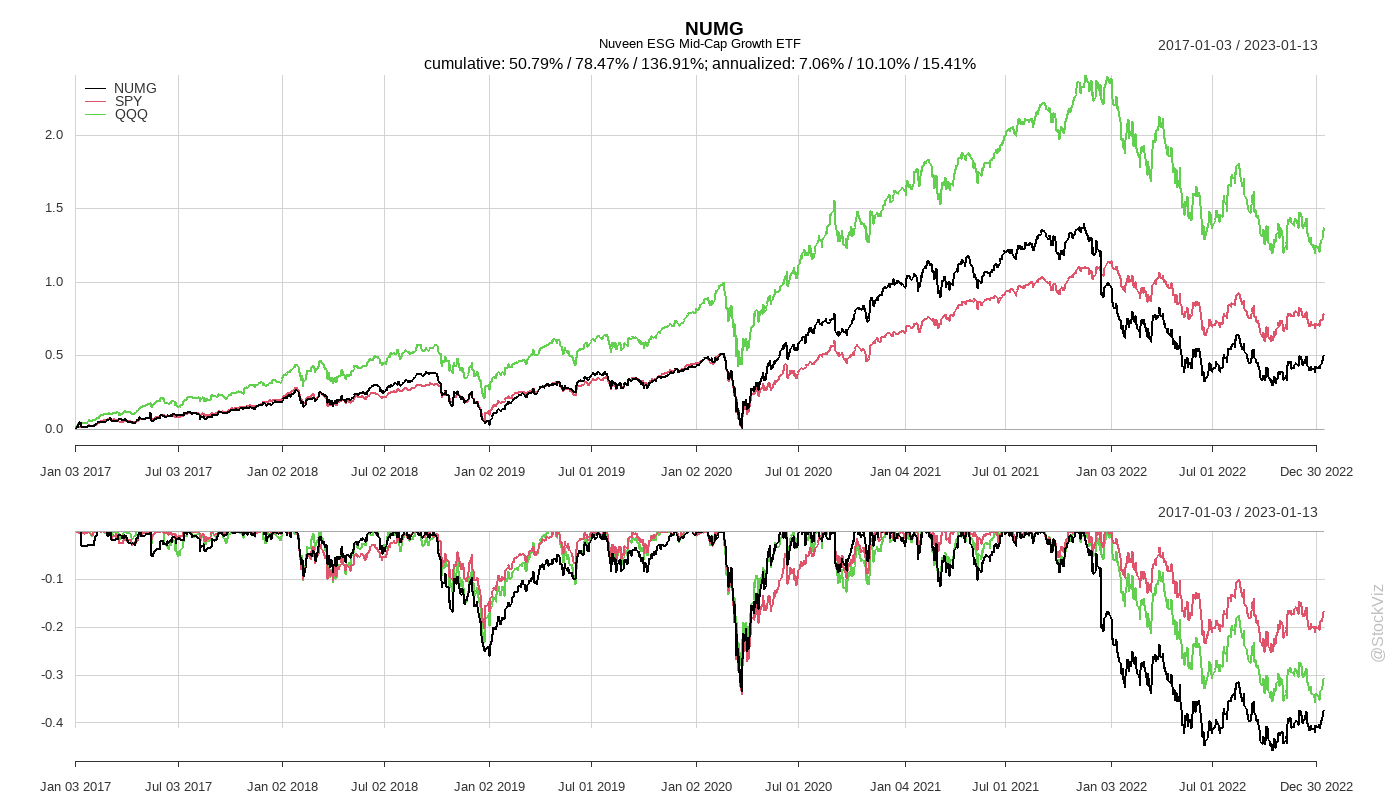 NUMG
Nuveen ESG Mid-Cap Growth ETF
2017-01-03 / 2023-01-13
cumulative: 50.79% / 78.47% / 136.91%; annualized: 7.06% / 10.10% / 15.41%
NUMG
SPY
QQQ
2.0
1.5
1.0
0.5
0.0
Jan 03 2017 Jul 03 2017 Jan 02 2018 Jul 02 2018 Jan 02 2019 Jul 01 2019 Jan 02 2020 Jul 01 2020 Jan 04 2021 Jul 01 2021 Jan 03 2022 Jul 01 2022 Dec 30 2022
2017-01-03 / 2023-01-13
-0.1
-0.2
-0.3
-0.4
Jan 03 2017 Jul 03 2017 Jan 02 2018 Jul 02 2018 Jan 02 2019 Jul 01 2019 Jan 02 2020 Jul 01 2020 Jan 04 2021 Jul 01 2021 Jan 03 2022 Jul 01 2022 Dec 30 2022
@StockViz